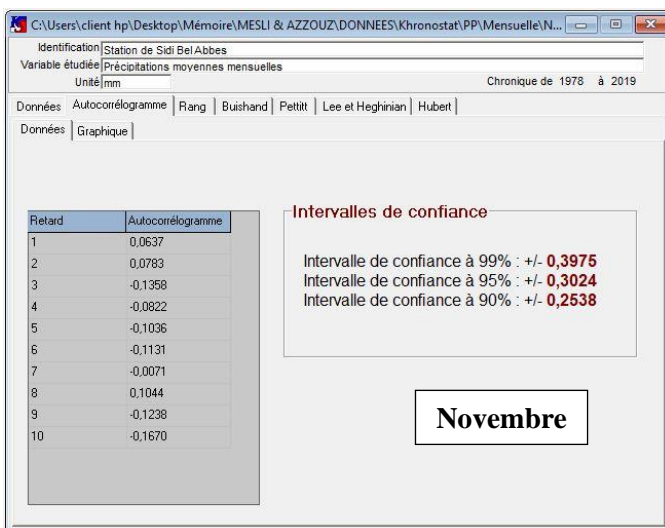 C:\Users\client hp\Desktop\Mémoire\MESLI & AZZOUZ\DONNEES\Khronostat\PP\Mensuelle\N...
Identification Station de Sidi Bel Abbes
Variable étudiée Précipitations moyennes mensuelles
Unité mm Chronique de 1978 à 2019
Données Autocorrélogramme Rang Buishand Pettitt Lee et Heghinian Hubert
Données Graphique
Retard Autocorrélogramme
1 0,0637
2 0,0783
3 -0,1358
4 -0,0822
5 -0,1036
6 -0,1131
7 -0,0071
8 0,1044
9 -0,1238
10 -0,1670
Intervalles de confiance
Intervalle de confiance à 99% : +/- 0,3975
Intervalle de confiance à 95% : +/- 0,3024
Intervalle de confiance à 90% : +/- 0,2538
Novembre